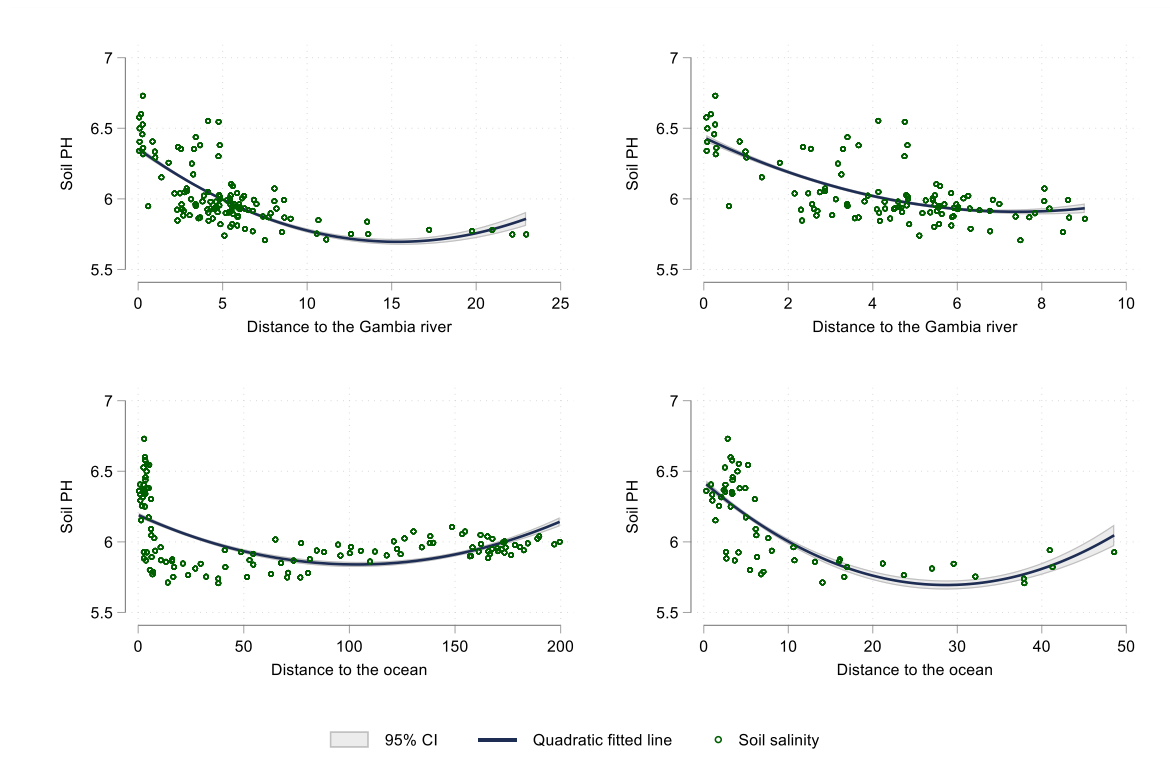 7
6.5
6
5.5
Soil PH
0 5 10 15 20 25
Distance to the Gambia river
7
6.5
6
5.5
Soil PH
0 2 4 6 8 10
Distance to the Gambia river
7
6.5
6
5.5
Soil PH
0 50 100 150 200
Distance to the ocean
7
6.5
6
5.5
Soil PH
0 10 20 30 40 50
Distance to the ocean
95% CI Quadratic fitted line Soil salinity